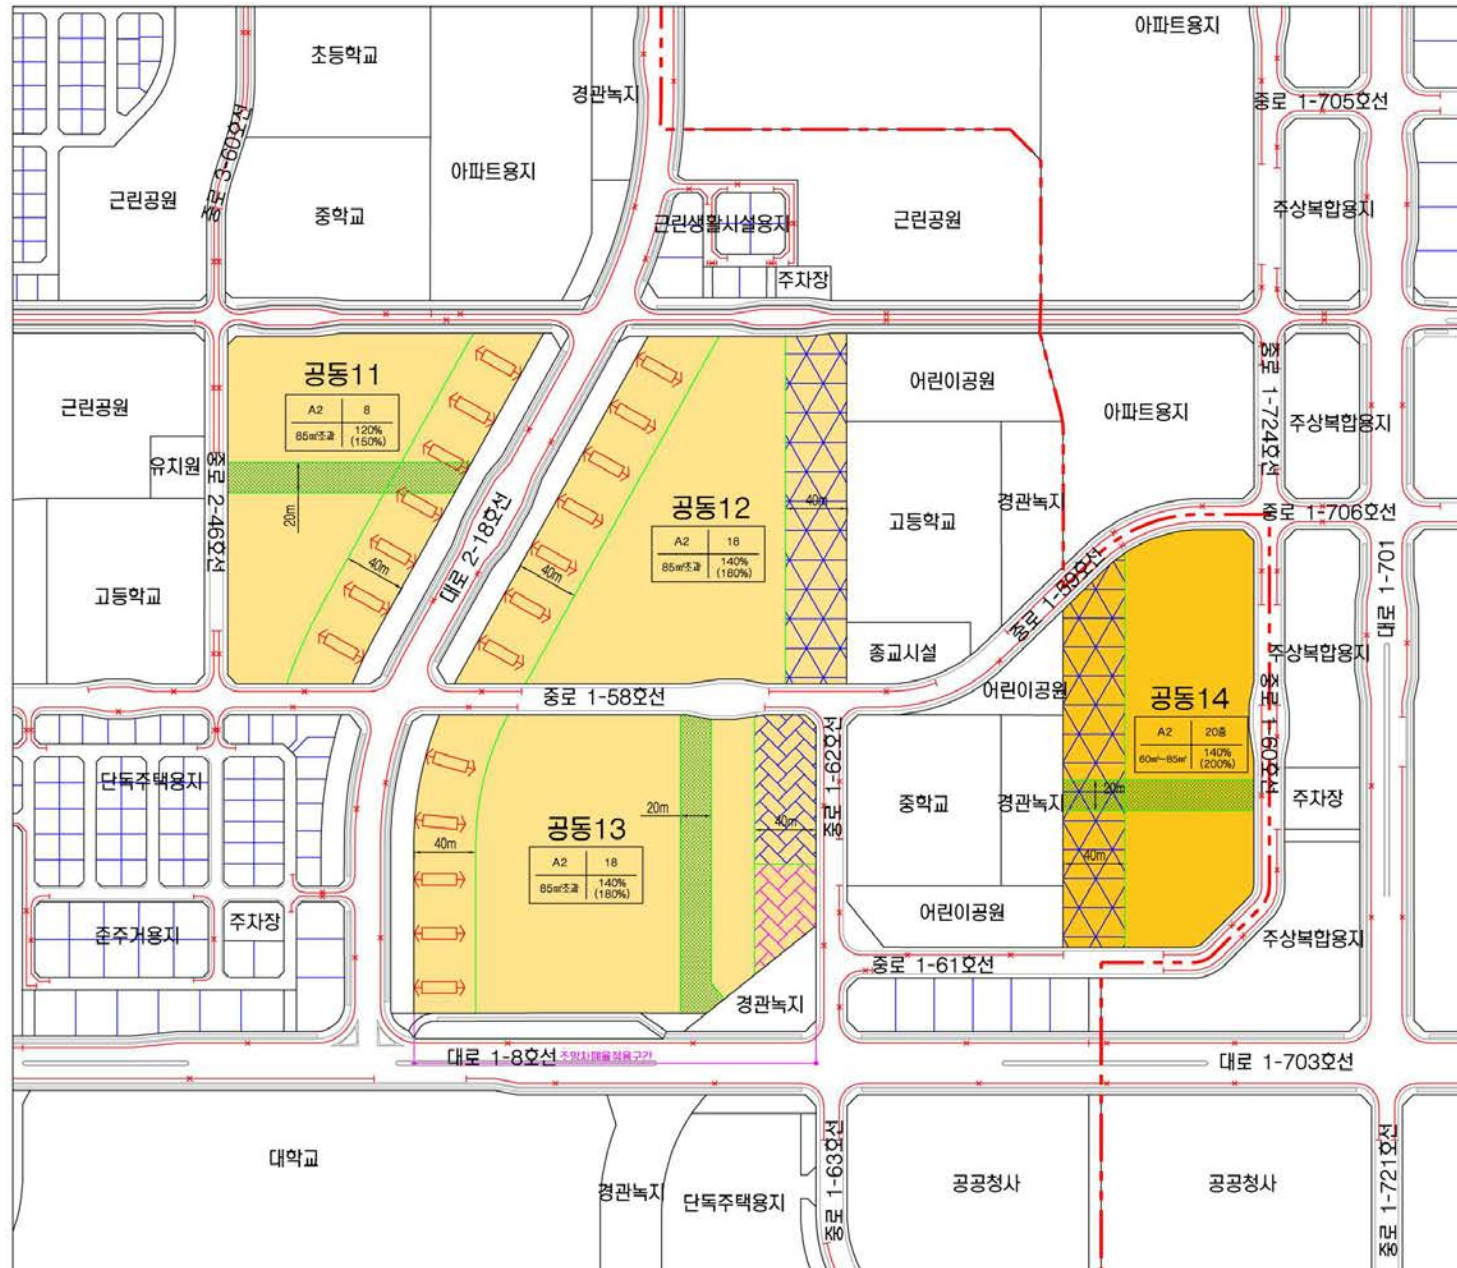 아파트용지
초등학교
경관녹지
중로 1-705호선
중로 3-60호선
아파트용지
근린공원
중학교
근린생활시설용지
근린공원
주상복합용지
주차장
공동11
A2 8
85㎡초과 120%
(150%)
근린공원
어린이공원
아파트용지
중로 1-724호선
주상복합용지
유치원
중로 2-46호선
20m
대로 2-18호선
공동12
A2 18
85㎡초과 140%
(180%)
40m
고등학교
경관녹지
중로 1-706호선
대로 1-701
40m
40m
고등학교
중로 1-59호선
종교시설
주상복합용지
어린이공원
중로 1-58호선
공동14
A2 20층
60㎡~85㎡ 140%
(200%)
중로 1-60호선
중로 1-62호선
단독주택용지
20m
40m
중학교
경관녹지
20m
주차장
공동13
A2 18
85㎡초과 140%
(180%)
40m
40m
준주거용지
주차장
어린이공원
주상복합용지
중로 1-61호선
경관녹지
대로 1-8호선
조망차폐율적용구간
대로 1-703호선
대학교
중로 1-63호선
경관녹지
단독주택용지
공공청사
공공청사
중로 1-721호선